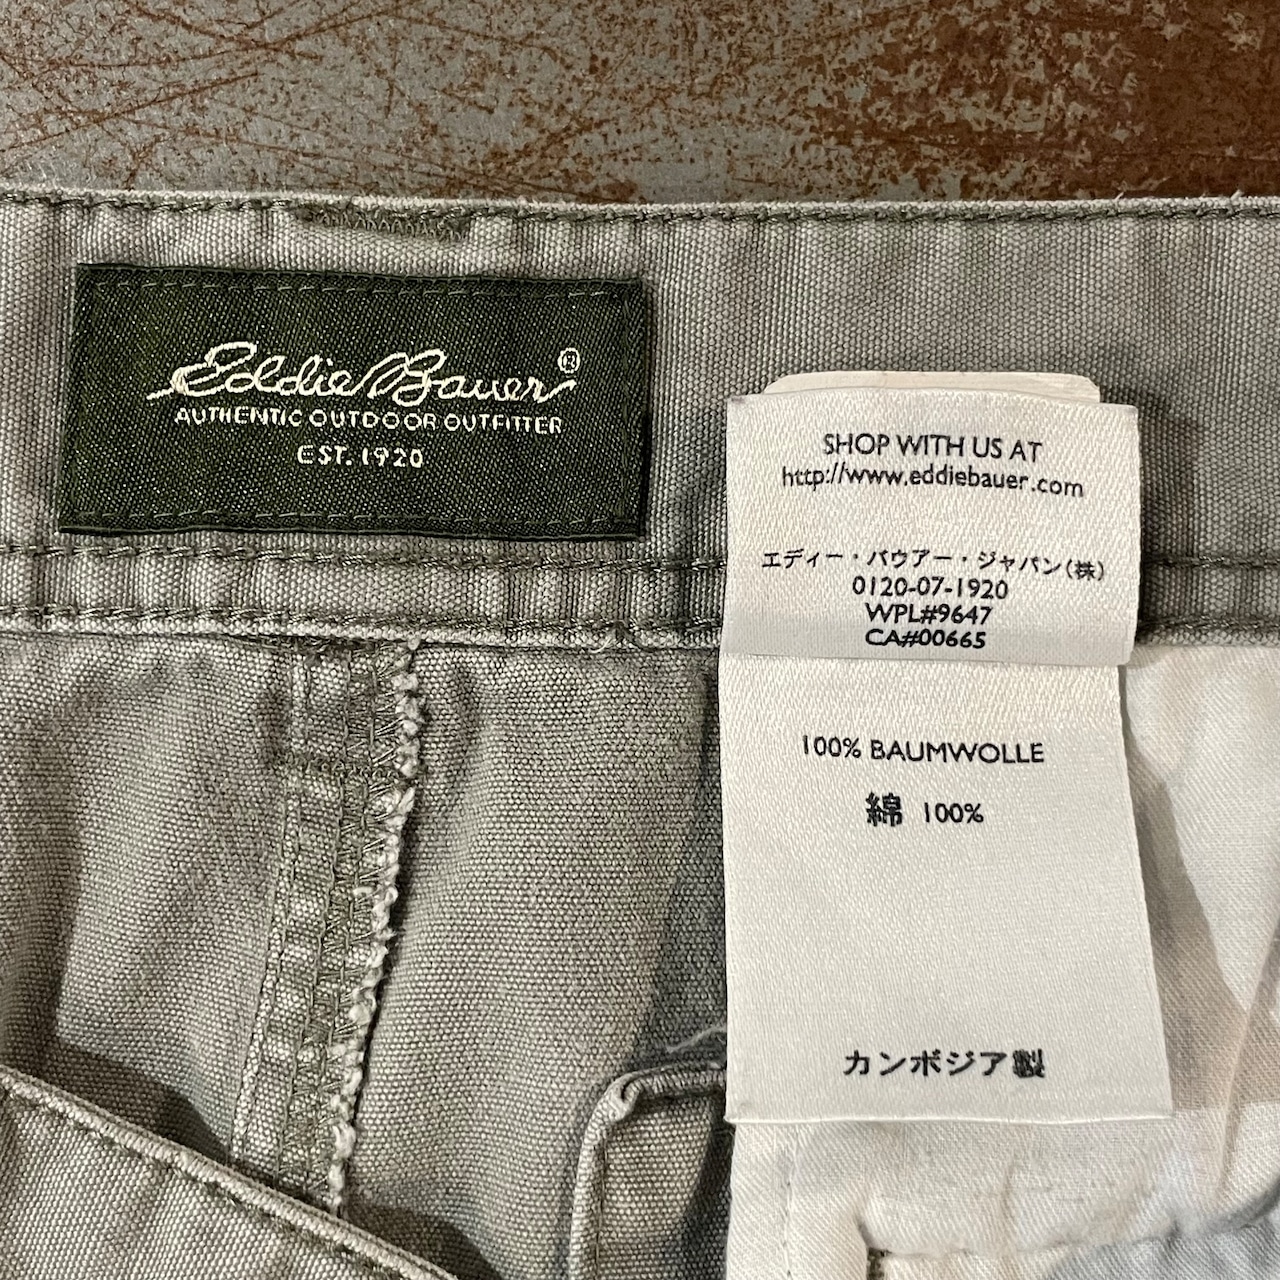 Eddie Bauer®
AUTHENTIC OUTDOOR OUTFITTER
EST. 1920
SHOP WITH US AT
http://www.eddiebauer.com
エディー・バウアー・ジャパン(株)
0120-07-1920
WPL#9647
CA#00665
100% BAUMWOLLE
綿 100%
カンボジア製